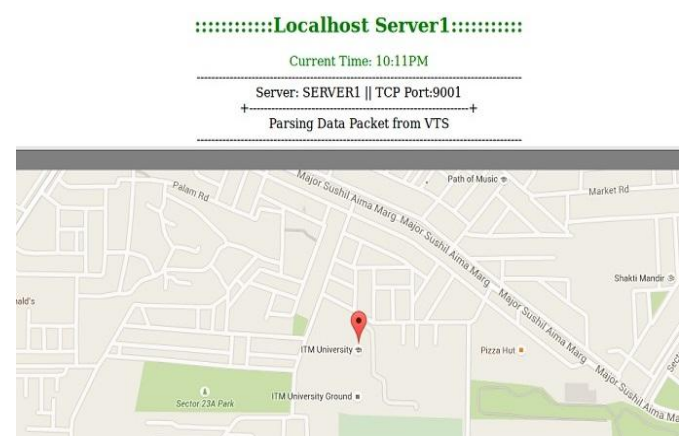 ::::::::::::Localhost Server1:::::::::::
Current Time: 10:11PM
Server: SERVER1 || TCP Port:9001
Parsing Data Packet from VTS
Path of Music
Palam Rd
Major Sushil Aima Marg
Major Sushil Aima Marg
Market Rd
Shakti Mandir
Major Sushil Aima Marg
ald's
ITM University
Pizza Hut
Major Sushil Aima Ma
Sector 23A Park
ITM University Ground